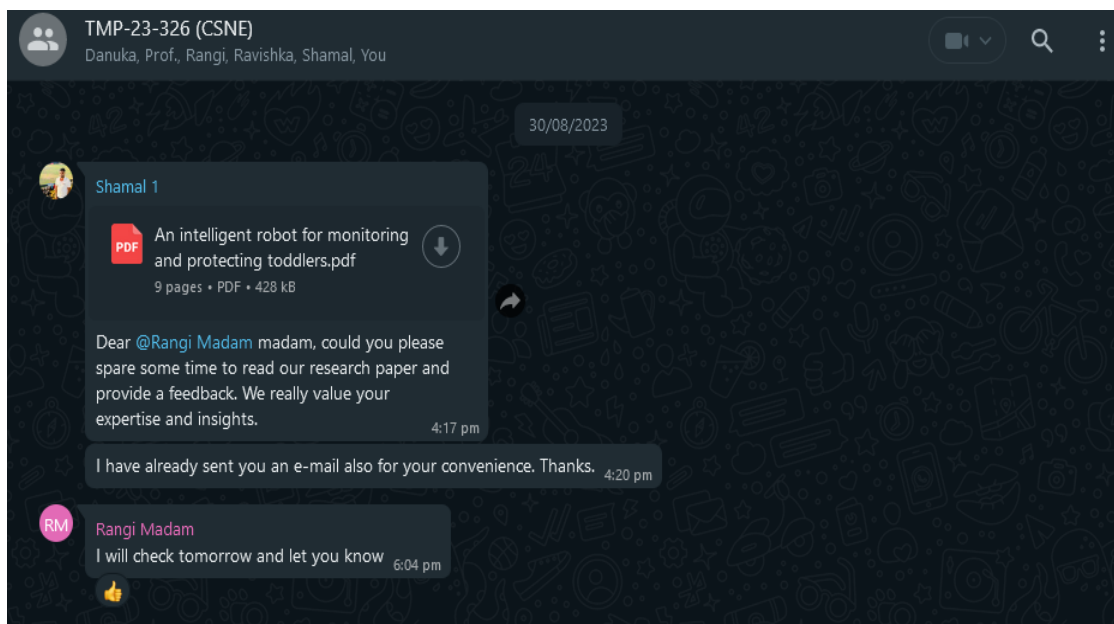 TMP-23-326 (CSNE)
Danuka, Prof., Rangi, Ravishka, Shamal, You
30/08/2023
Shamal 1
PDF
An intelligent robot for monitoring
and protecting toddlers.pdf
9 pages • PDF • 428 kB
Dear @Rangi Madam madam, could you please
spare some time to read our research paper and
provide a feedback. We really value your
expertise and insights.
4:17 pm
I have already sent you an e-mail also for your convenience. Thanks. 4:20 pm
RM
Rangi Madam
I will check tomorrow and let you know 6:04 pm